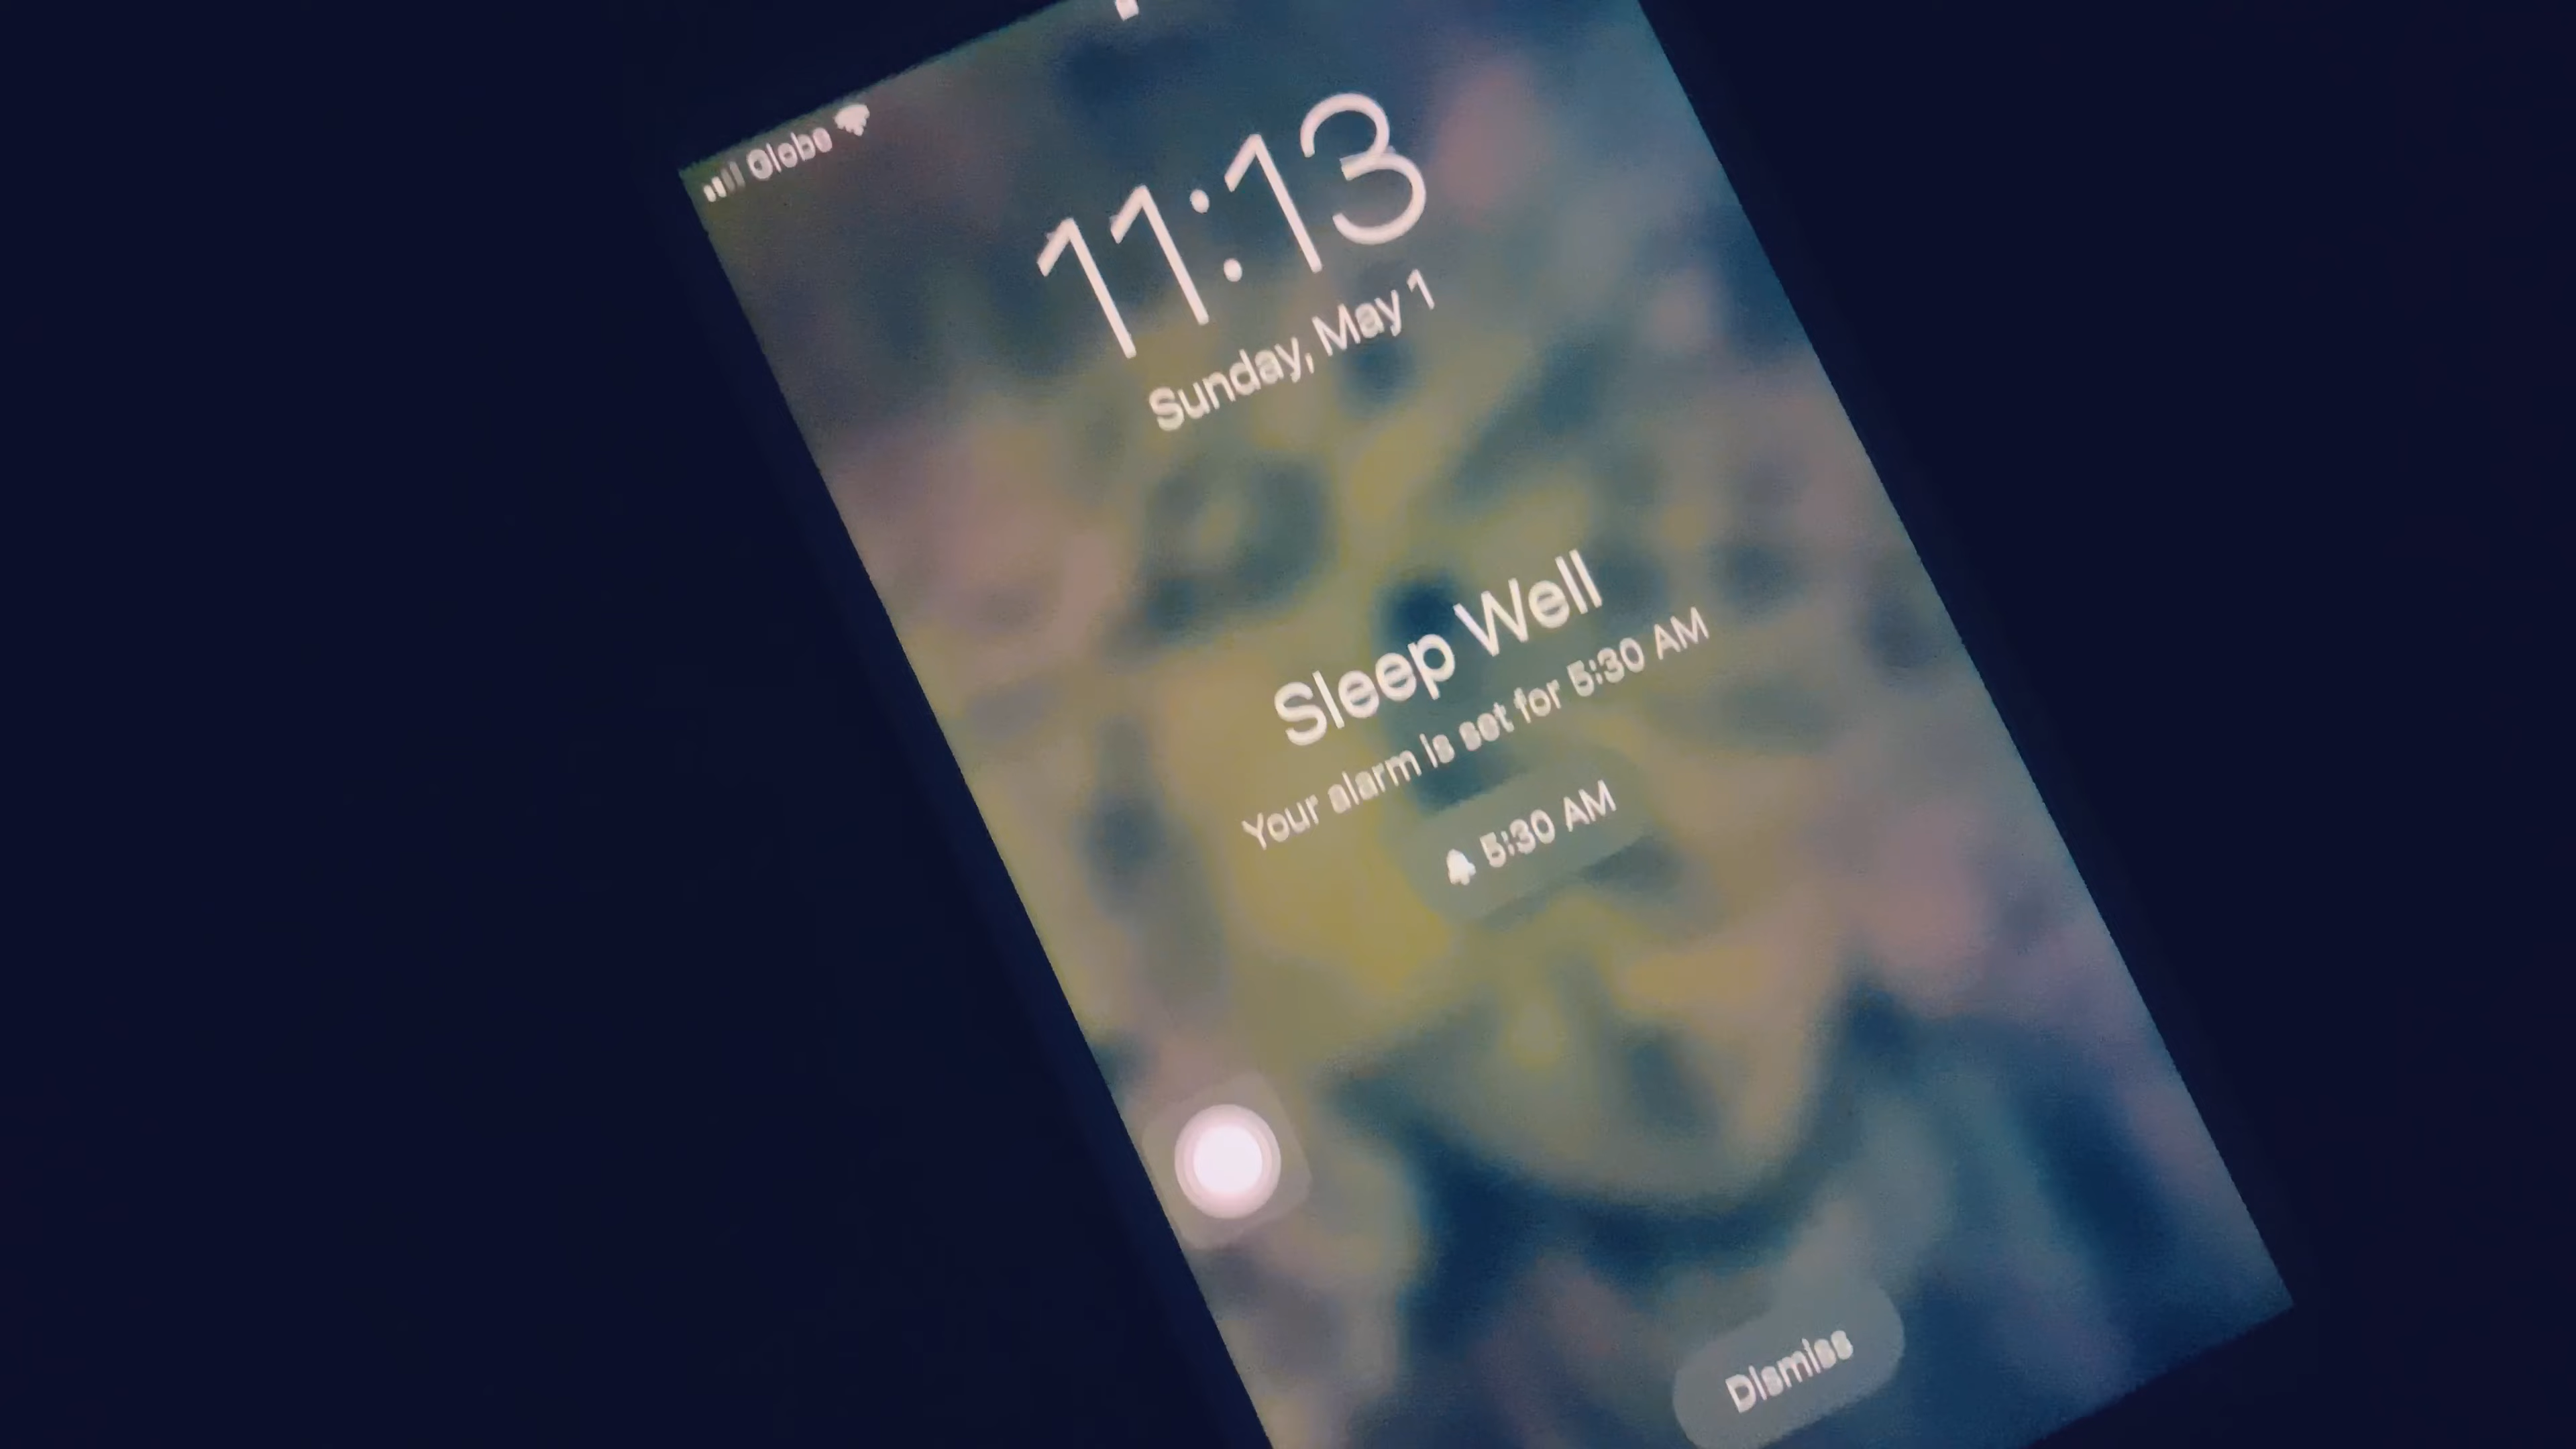 Globe
11:13
Sunday, May 1
Sleep Well
Your alarm is set for 5:30 AM
5:30 AM
Dismiss